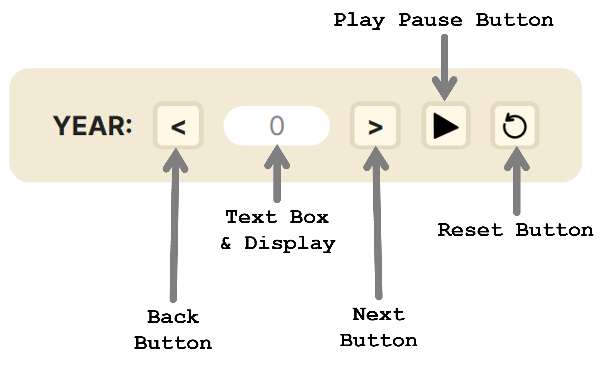 Play Pause Button
YEAR: < 0 >
Text Box
& Display
Reset Button
Back
Button
Next
Button